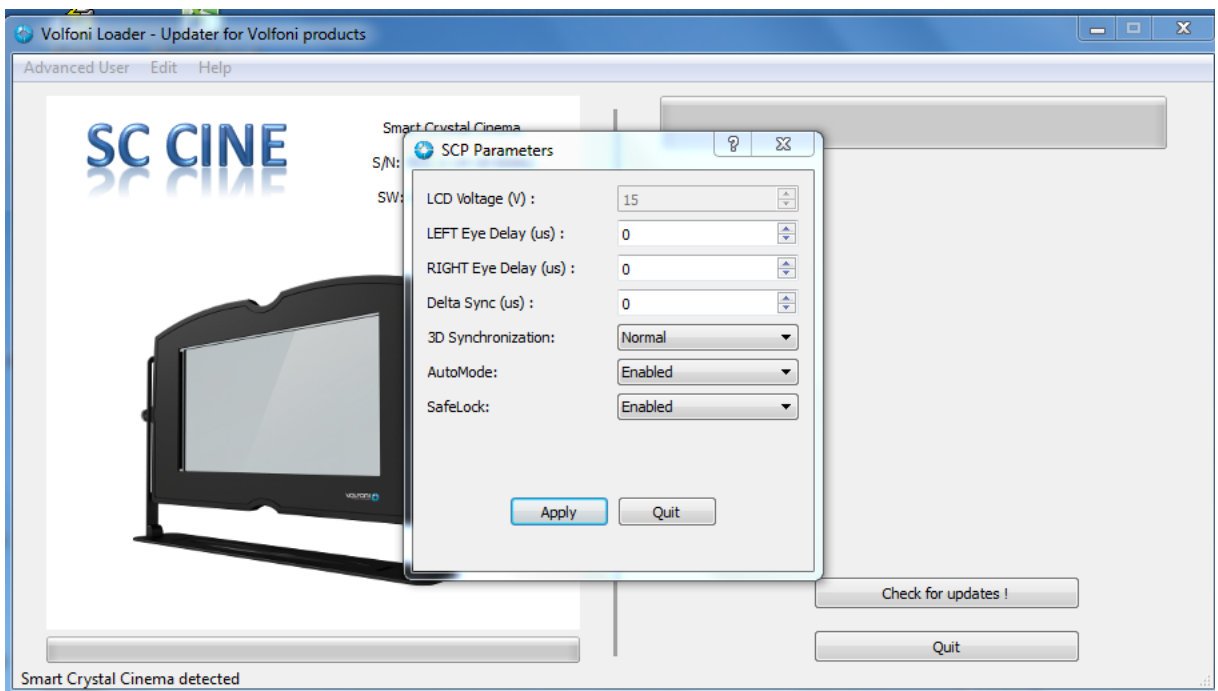 Volfoni Loader - Updater for Volfoni products
Advanced User Edit Help
SC CINE
Smart Crystal Cinema
S/N:
SW:
SCP Parameters
LCD Voltage (V) : 15
LEFT Eye Delay (us) : 0
RIGHT Eye Delay (us) : 0
Delta Sync (us) : 0
3D Synchronization: Normal
AutoMode: Enabled
SafeLock: Enabled
Apply Quit
VOLFONI
Check for updates !
Quit
Smart Crystal Cinema detected